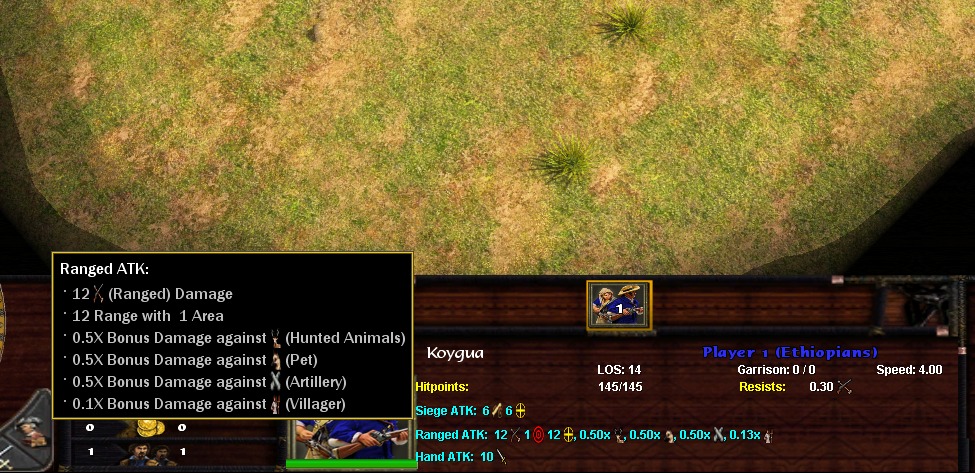 Ranged ATK:
· 12 (Ranged) Damage
· 12 Range with 1 Area
· 0.5X Bonus Damage against (Hunted Animals)
· 0.5X Bonus Damage against (Pet)
· 0.5X Bonus Damage against (Artillery)
· 0.1X Bonus Damage against (Villager)
0 0
1 1
1
Koygua Player 1 (Ethiopians)
LOS: 14 Garrison: 0 / 0 Speed: 4.00
Hitpoints: 145/145 Resists: 0.30
Siege ATK: 6 6
Ranged ATK: 12 1 12 , 0.50x , 0.50x , 0.50x , 0.13x
Hand ATK: 10